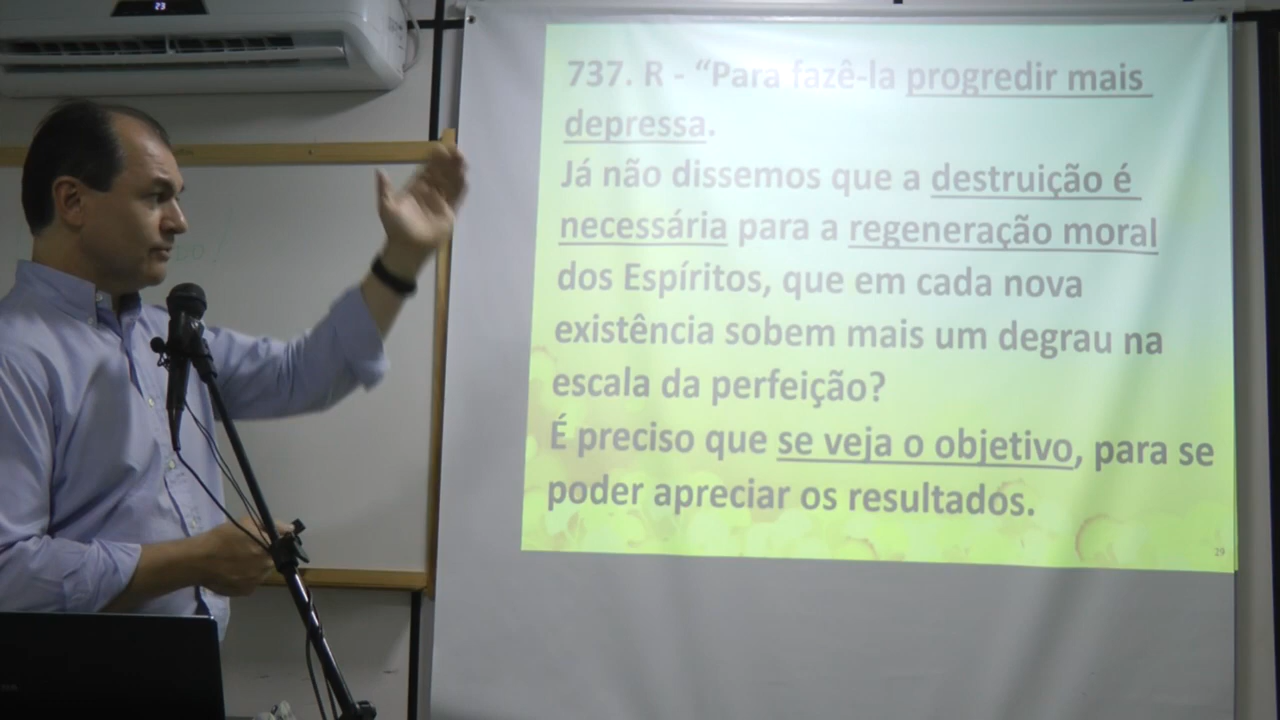 23
737. R - “Para fazê-la progredir mais
depressa.
Já não dissemos que a destruição é
necessária para a regeneração moral
dos Espíritos, que em cada nova
existência sobem mais um degrau na
escala da perfeição?
É preciso que se veja o objetivo, para se
poder apreciar os resultados.
29